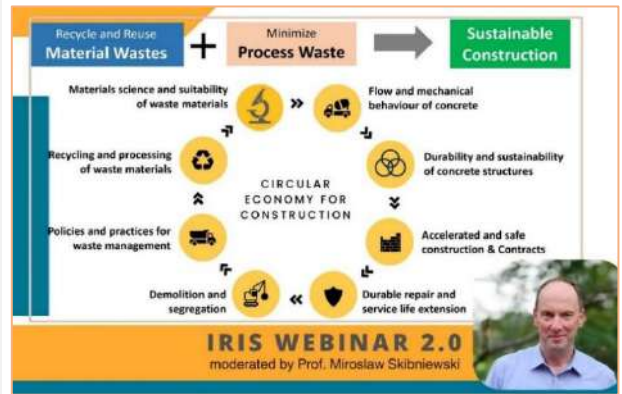 Recycle and Reuse
Material Wastes
+
Minimize
Process Waste
Sustainable
Construction
Materials science and suitability
of waste materials
Flow and mechanical
behaviour of concrete
Recycling and processing
of waste materials
Durability and sustainability
of concrete structures
CIRCULAR
ECONOMY FOR
CONSTRUCTION
Policies and practices for
waste management
Accelerated and safe
construction & Contracts
Demolition and
segregation
Durable repair and
service life extension
IRIS WEBINAR 2.0
moderated by Prof. Miroslaw Skibniewski